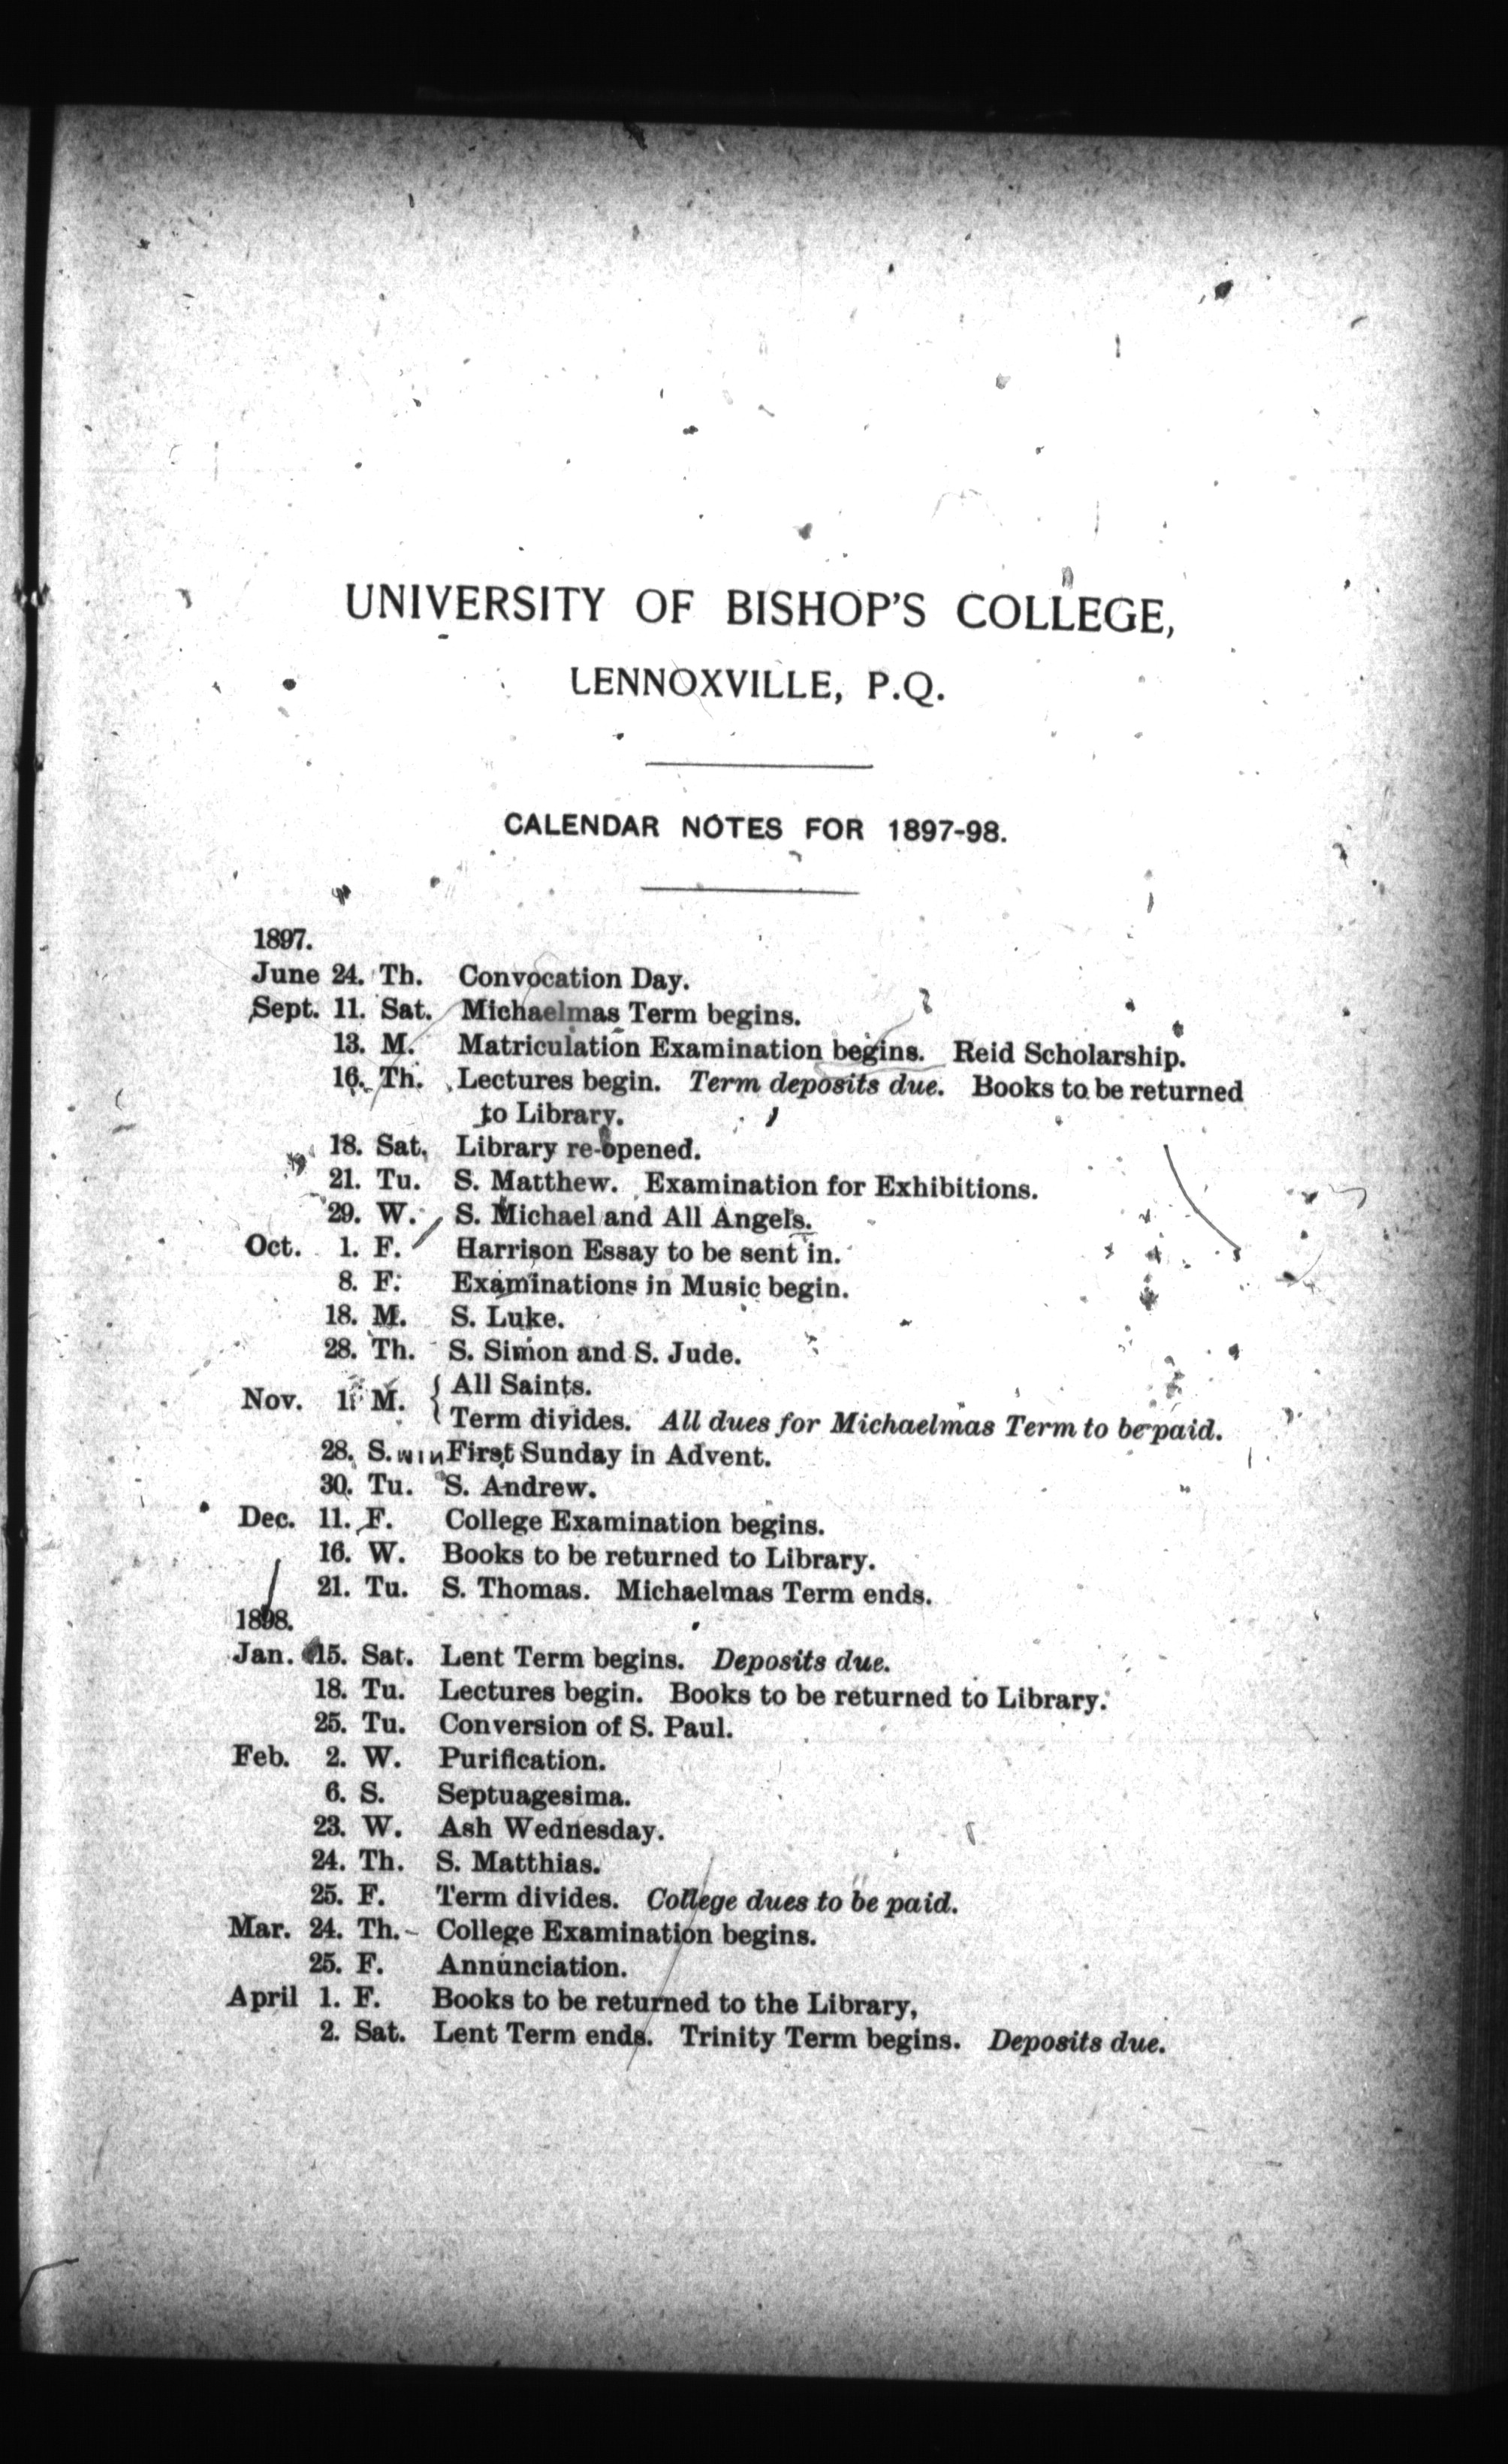 UNIVERSITY OF BISHOP'S COLLEGE,
LENNOXVILLE, P.Q.
CALENDAR NOTES FOR 1897-98.
1897.
June 24. Th. Convocation Day.
Sept. 11. Sat. Michaelmas Term begins.
13. M. Matriculation Examination begins. Reid Scholarship.
16. Th. Lectures begin. Term deposits due. Books to be returned
to Library.
18. Sat. Library re-opened.
21. Tu. S. Matthew. Examination for Exhibitions.
29. W. S. Michael and All Angels.
Oct. 1. F. Harrison Essay to be sent in.
8. F. Examinations in Music begin.
18. M. S. Luke.
28. Th. S. Simon and S. Jude.
Nov. 1. M. { All Saints.
Term divides. All dues for Michaelmas Term to be paid.
28. S. First Sunday in Advent.
30. Tu. S. Andrew.
Dec. 11. F. College Examination begins.
16. W. Books to be returned to Library.
21. Tu. S. Thomas. Michaelmas Term ends.
1898.
Jan. 15. Sat. Lent Term begins. Deposits due.
18. Tu. Lectures begin. Books to be returned to Library.
25. Tu. Conversion of S. Paul.
Feb. 2. W. Purification.
6. S. Septuagesima.
23. W. Ash Wednesday.
24. Th. S. Matthias.
25. F. Term divides. College dues to be paid.
Mar. 24. Th. College Examination begins.
25. F. Annunciation.
April 1. F. Books to be returned to the Library,
2. Sat. Lent Term ends. Trinity Term begins. Deposits due.